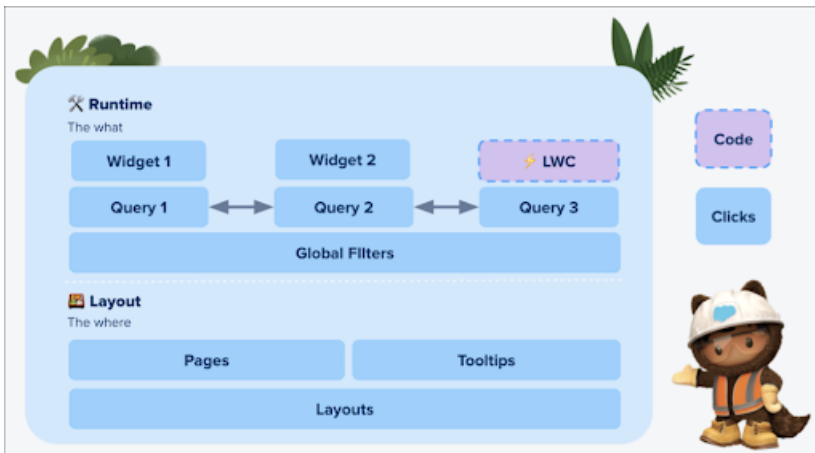 Runtime
The what
Widget 1
Widget 2
LWC
Query 1
Query 2
Query 3
Global FIlters
Layout
The where
Pages
Tooltips
Layouts
Code
Clicks